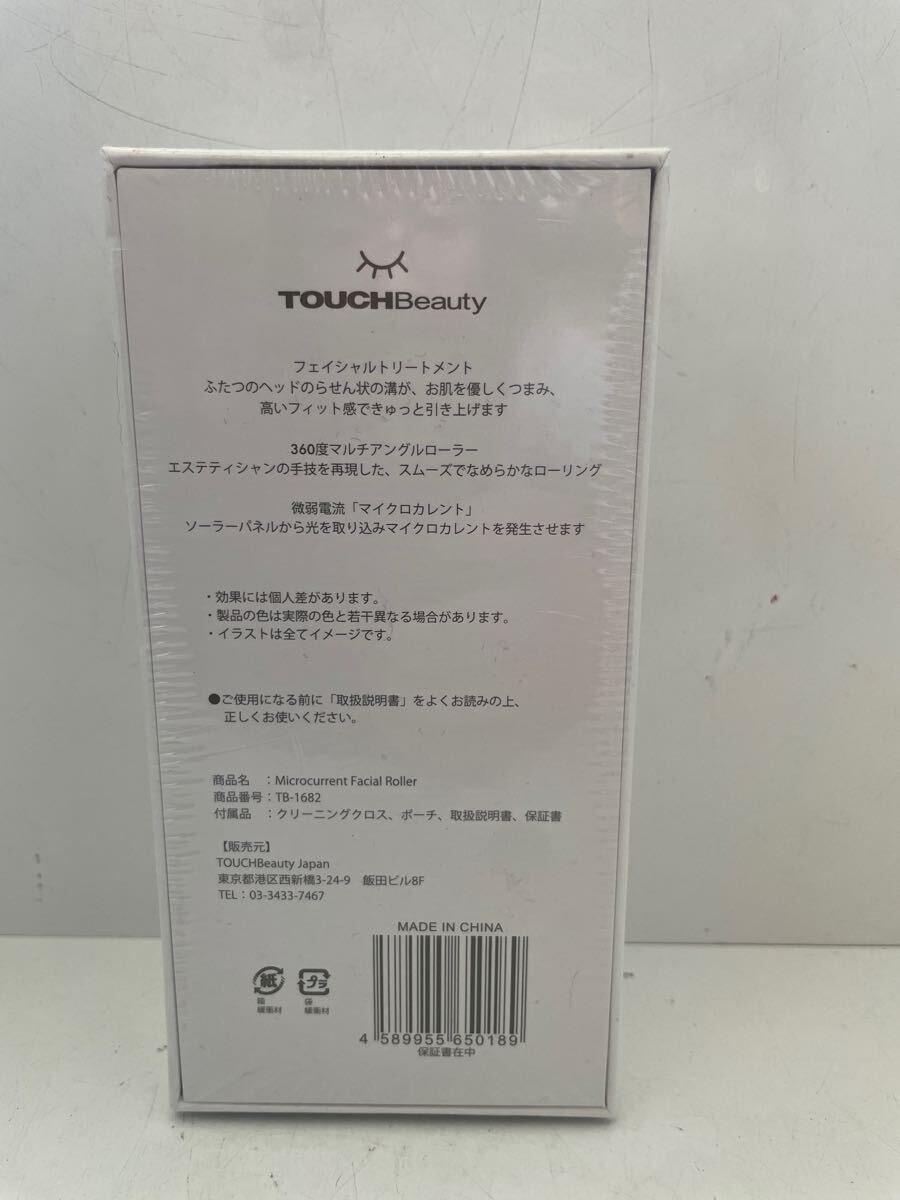 TOUCHBeauty
フェイシャルトリートメント
ふたつのヘッドのらせん状の溝が、お肌を優しくつまみ、
高いフィット感できゅっと引き上げます
360度マルチアングルローラー
エステティシャンの手技を再現した、スムーズでなめらかなローリング
微弱電流「マイクロカレント」
ソーラーパネルから光を取り込みマイクロカレントを発生させます
・効果には個人差があります。
・製品の色は実際の色と若干異なる場合があります。
・イラストは全てイメージです。
●ご使用になる前に「取扱説明書」をよくお読みの上、
正しくお使いください。
商品名 ：Microcurrent Facial Roller
商品番号：TB-1682
付属品 ：クリーニングクロス、ポーチ、取扱説明書、保証書
【販売元】
TOUCHBeauty Japan
東京都港区西新橋3-24-9 飯田ビル8F
TEL：03-3433-7467
MADE IN CHINA
紙 プラ
箱 袋
緩衝材 緩衝材
4 589955 650189
保証書在中